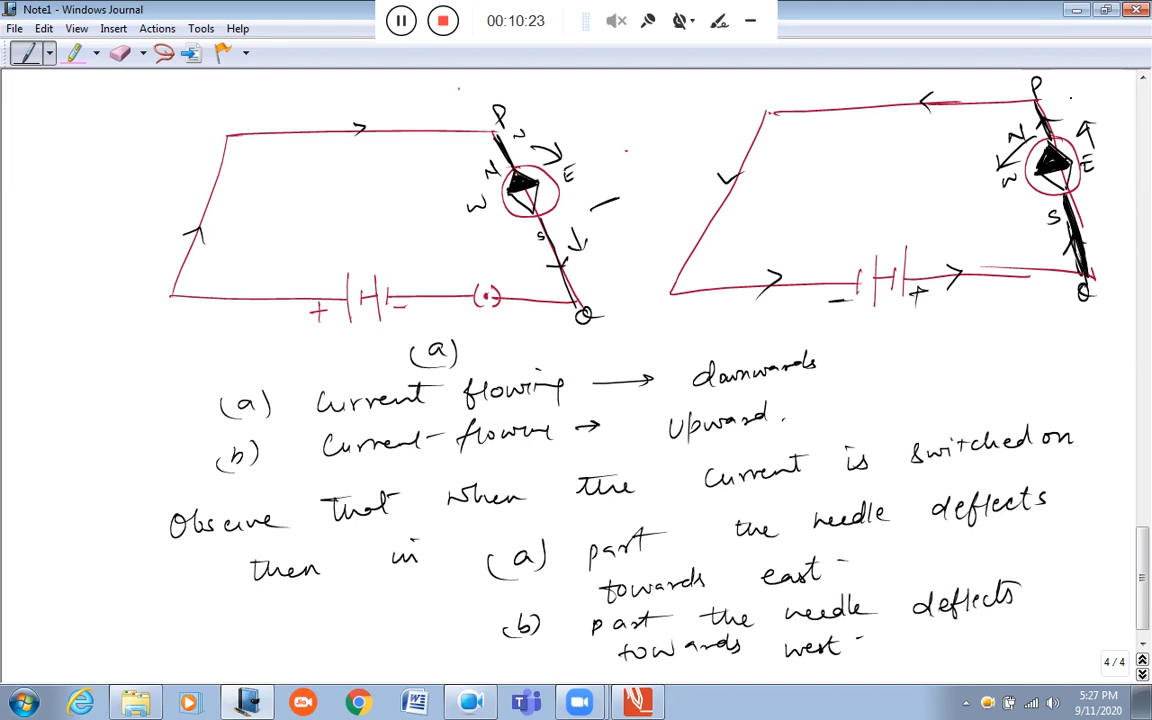 Note1 - Windows Journal
00:10:23
File Edit View Insert Actions Tools Help
P
N
E
W
S
+ -
Q
P
N
E
W
S
- +
Q
(a)
(a) Current flowing → downwards
(b) Current flowing → Upward.
Observe that when the current is switched on
then in (a) part the needle deflects
towards east
(b) part the needle deflects
towards west
4 / 4
5:27 PM
9/11/2020